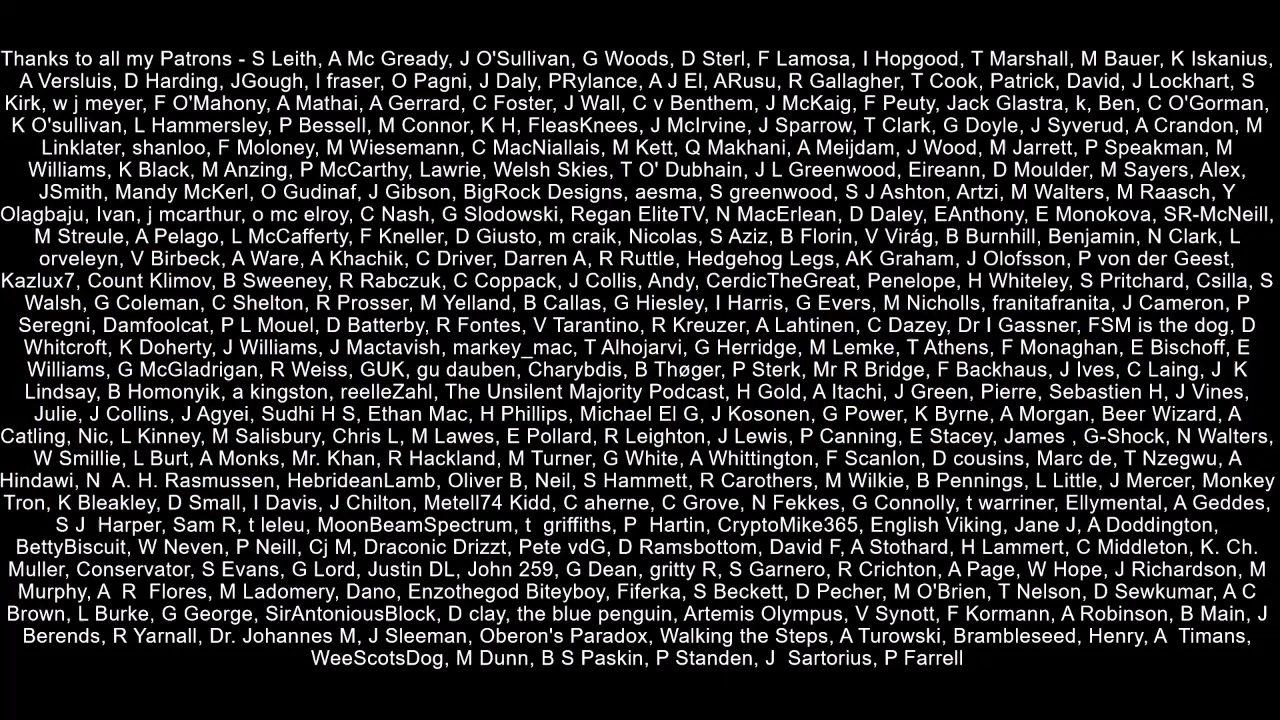 Thanks to all my Patrons - S Leith, A Mc Gready, J O'Sullivan, G Woods, D Sterl, F Lamosa, I Hopgood, T Marshall, M Bauer, K Iskanius,
A Versluis, D Harding, JGough, I fraser, O Pagni, J Daly, PRylance, A J El, ARusu, R Gallagher, T Cook, Patrick, David, J Lockhart, S
Kirk, w j meyer, F O'Mahony, A Mathai, A Gerrard, C Foster, J Wall, C v Benthem, J McKaig, F Peuty, Jack Glastra, k, Ben, C O'Gorman,
K O'sullivan, L Hammersley, P Bessell, M Connor, K H, FleasKnees, J McIrvine, J Sparrow, T Clark, G Doyle, J Syverud, A Crandon, M
Linklater, shanloo, F Moloney, M Wiesemann, C MacNiallais, M Kett, Q Makhani, A Meijdam, J Wood, M Jarrett, P Speakman, M
Williams, K Black, M Anzing, P McCarthy, Lawrie, Welsh Skies, T O' Dubhain, J L Greenwood, Eireann, D Moulder, M Sayers, Alex,
JSmith, Mandy McKerl, O Gudinaf, J Gibson, BigRock Designs, aesma, S greenwood, S J Ashton, Artzi, M Walters, M Raasch, Y
Olagbaju, Ivan, j mcarthur, o mc elroy, C Nash, G Slodowski, Regan EliteTV, N MacErlean, D Daley, EAnthony, E Monokova, SR-McNeill,
M Streule, A Pelago, L McCafferty, F Kneller, D Giusto, m craik, Nicolas, S Aziz, B Florin, V Virág, B Burnhill, Benjamin, N Clark, L
orveleyn, V Birbeck, A Ware, A Khachik, C Driver, Darren A, R Ruttle, Hedgehog Legs, AK Graham, J Olofsson, P von der Geest,
Kazlux7, Count Klimov, B Sweeney, R Rabczuk, C Coppack, J Collis, Andy, CerdicTheGreat, Penelope, H Whiteley, S Pritchard, Csilla, S
Walsh, G Coleman, C Shelton, R Prosser, M Yelland, B Callas, G Hiesley, I Harris, G Evers, M Nicholls, franitafranita, J Cameron, P
Seregni, Damfoolcat, P L Mouel, D Batterby, R Fontes, V Tarantino, R Kreuzer, A Lahtinen, C Dazey, Dr I Gassner, FSM is the dog, D
Whitcroft, K Doherty, J Williams, J Mactavish, markey_mac, T Alhojarvi, G Herridge, M Lemke, T Athens, F Monaghan, E Bischoff, E
Williams, G McGladrigan, R Weiss, GUK, gu dauben, Charybdis, B Thøger, P Sterk, Mr R Bridge, F Backhaus, J Ives, C Laing, J  K
Lindsay, B Homonyik, a kingston, reelleZahl, The Unsilent Majority Podcast, H Gold, A Itachi, J Green, Pierre, Sebastien H, J Vines,
Julie, J Collins, J Agyei, Sudhi H S, Ethan Mac, H Phillips, Michael El G, J Kosonen, G Power, K Byrne, A Morgan, Beer Wizard, A
Catling, Nic, L Kinney, M Salisbury, Chris L, M Lawes, E Pollard, R Leighton, J Lewis, P Canning, E Stacey, James , G-Shock, N Walters,
W Smillie, L Burt, A Monks, Mr. Khan, R Hackland, M Turner, G White, A Whittington, F Scanlon, D cousins, Marc de, T Nzegwu, A
Hindawi, N  A. H. Rasmussen, HebrideanLamb, Oliver B, Neil, S Hammett, R Carothers, M Wilkie, B Pennings, L Little, J Mercer, Monkey
Tron, K Bleakley, D Small, I Davis, J Chilton, Metell74 Kidd, C aherne, C Grove, N Fekkes, G Connolly, t warriner, Ellymental, A Geddes,
S J  Harper, Sam R, t leleu, MoonBeamSpectrum, t  griffiths, P  Hartin, CryptoMike365, English Viking, Jane J, A Doddington,
BettyBiscuit, W Neven, P Neill, Cj M, Draconic Drizzt, Pete vdG, D Ramsbottom, David F, A Stothard, H Lammert, C Middleton, K. Ch.
Muller, Conservator, S Evans, G Lord, Justin DL, John 259, G Dean, gritty R, S Garnero, R Crichton, A Page, W Hope, J Richardson, M
Murphy, A  R  Flores, M Ladomery, Dano, Enzothegod Biteyboy, Fiferka, S Beckett, D Pecher, M O'Brien, T Nelson, D Sewkumar, A C
Brown, L Burke, G George, SirAntoniousBlock, D clay, the blue penguin, Artemis Olympus, V Synott, F Kormann, A Robinson, B Main, J
Berends, R Yarnall, Dr. Johannes M, J Sleeman, Oberon's Paradox, Walking the Steps, A Turowski, Brambleseed, Henry, A  Timans,
WeeScotsDog, M Dunn, B S Paskin, P Standen, J  Sartorius, P Farrell